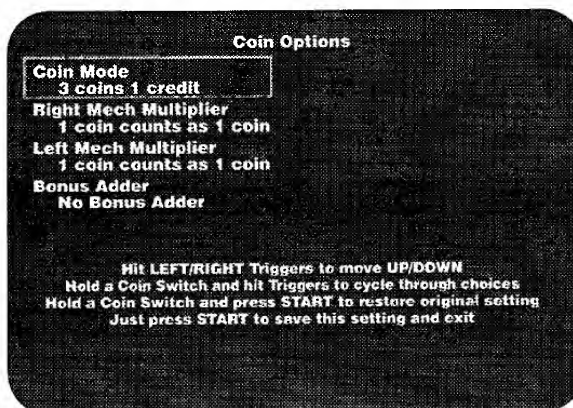 Coin Options
Coin Mode
3 coins 1 credit
Right Mech Multiplier
1 coin counts as 1 coin
Left Mech Multiplier
1 coin counts as 1 coin
Bonus Adder
No Bonus Adder
Hit LEFT/RIGHT Triggers to move UP/DOWN
Hold a Coin Switch and hit Triggers to cycle through choices
Hold a Coin Switch and press START to restore original setting
Just press START to save this setting and exit